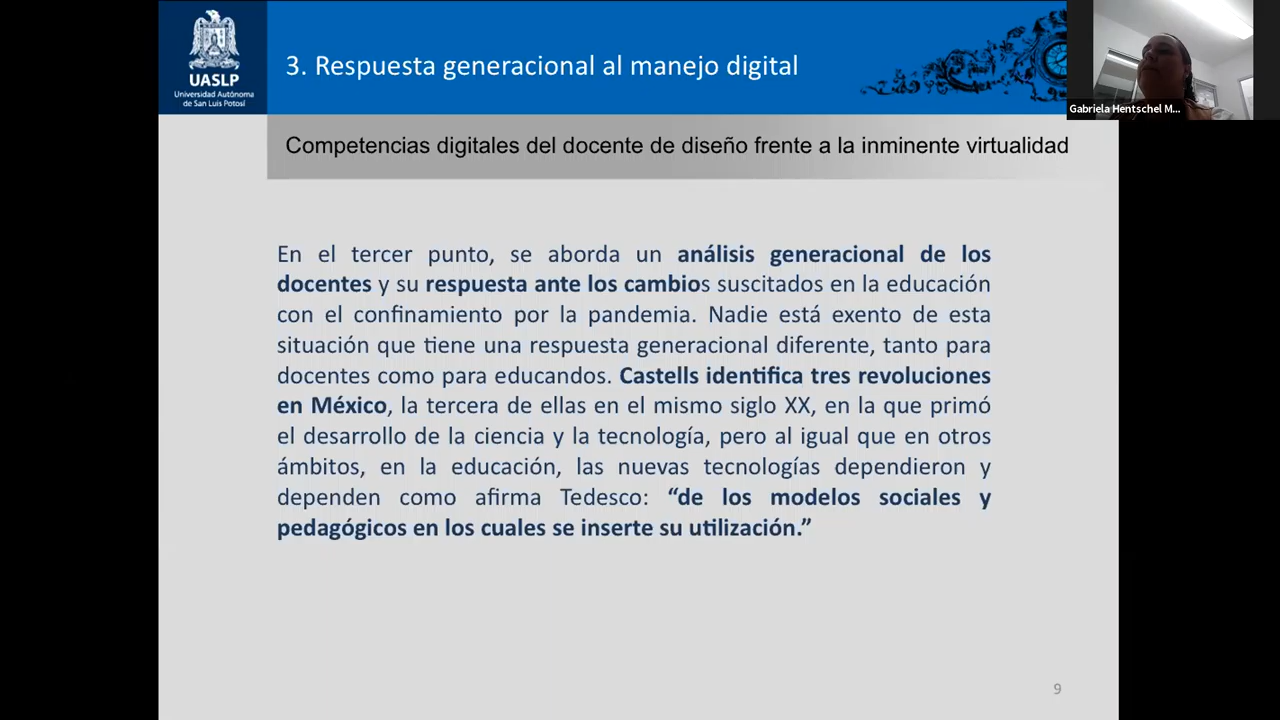 UASLP
Universidad Autónoma
de San Luis Potosí
3. Respuesta generacional al manejo digital
Gabriela Hentschel M...
Competencias digitales del docente de diseño frente a la inminente virtualidad
En el tercer punto, se aborda un análisis generacional de los
docentes y su respuesta ante los cambios suscitados en la educación
con el confinamiento por la pandemia. Nadie está exento de esta
situación que tiene una respuesta generacional diferente, tanto para
docentes como para educandos. Castells identifica tres revoluciones
en México, la tercera de ellas en el mismo siglo XX, en la que primó
el desarrollo de la ciencia y la tecnología, pero al igual que en otros
ámbitos, en la educación, las nuevas tecnologías dependieron y
dependen como afirma Tedesco: “de los modelos sociales y
pedagógicos en los cuales se inserte su utilización.”
9